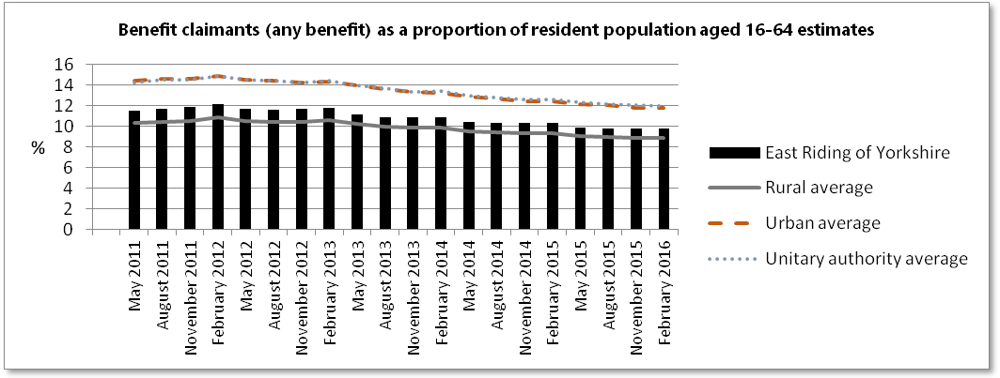 Benefit claimants (any benefit) as a proportion of resident population aged 16-64 estimates
16
14
12
10
8
6
4
2
0
%
May 2011
August 2011
November 2011
February 2012
May 2012
August 2012
November 2012
February 2013
May 2013
August 2013
November 2013
February 2014
May 2014
August 2014
November 2014
February 2015
May 2015
August 2015
November 2015
February 2016
East Riding of Yorkshire
Rural average
Urban average
Unitary authority average